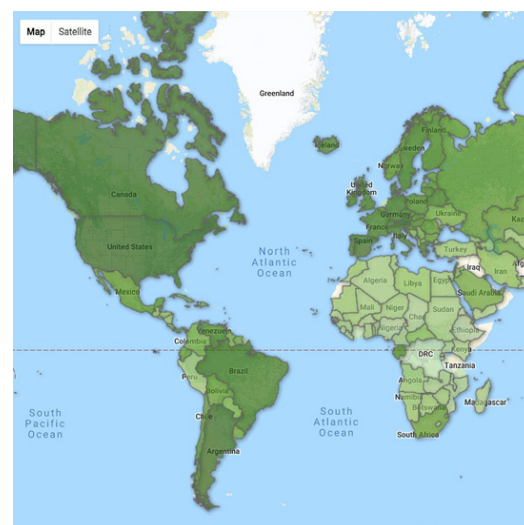 Map Satellite
Greenland
Iceland
Finland
Sweden
Norway
Canada
United
Kingdom
Poland
Germany
Ukraine
France
Italy
Spain
United States
Turkey
North
Atlantic
Ocean
Iraq
Iran
Algeria
Libya
Egypt
Saudi Arabia
Mexico
Mali
Niger
Chad
Sudan
Nigeria
Ethiopia
Venezuela
Colombia
Kenya
DRC
Tanzania
Brazil
Peru
Angola
Bolivia
Namibia
Botswana
Madagascar
South
Pacific
Ocean
Chile
South
Atlantic
Ocean
South Africa
Argentina